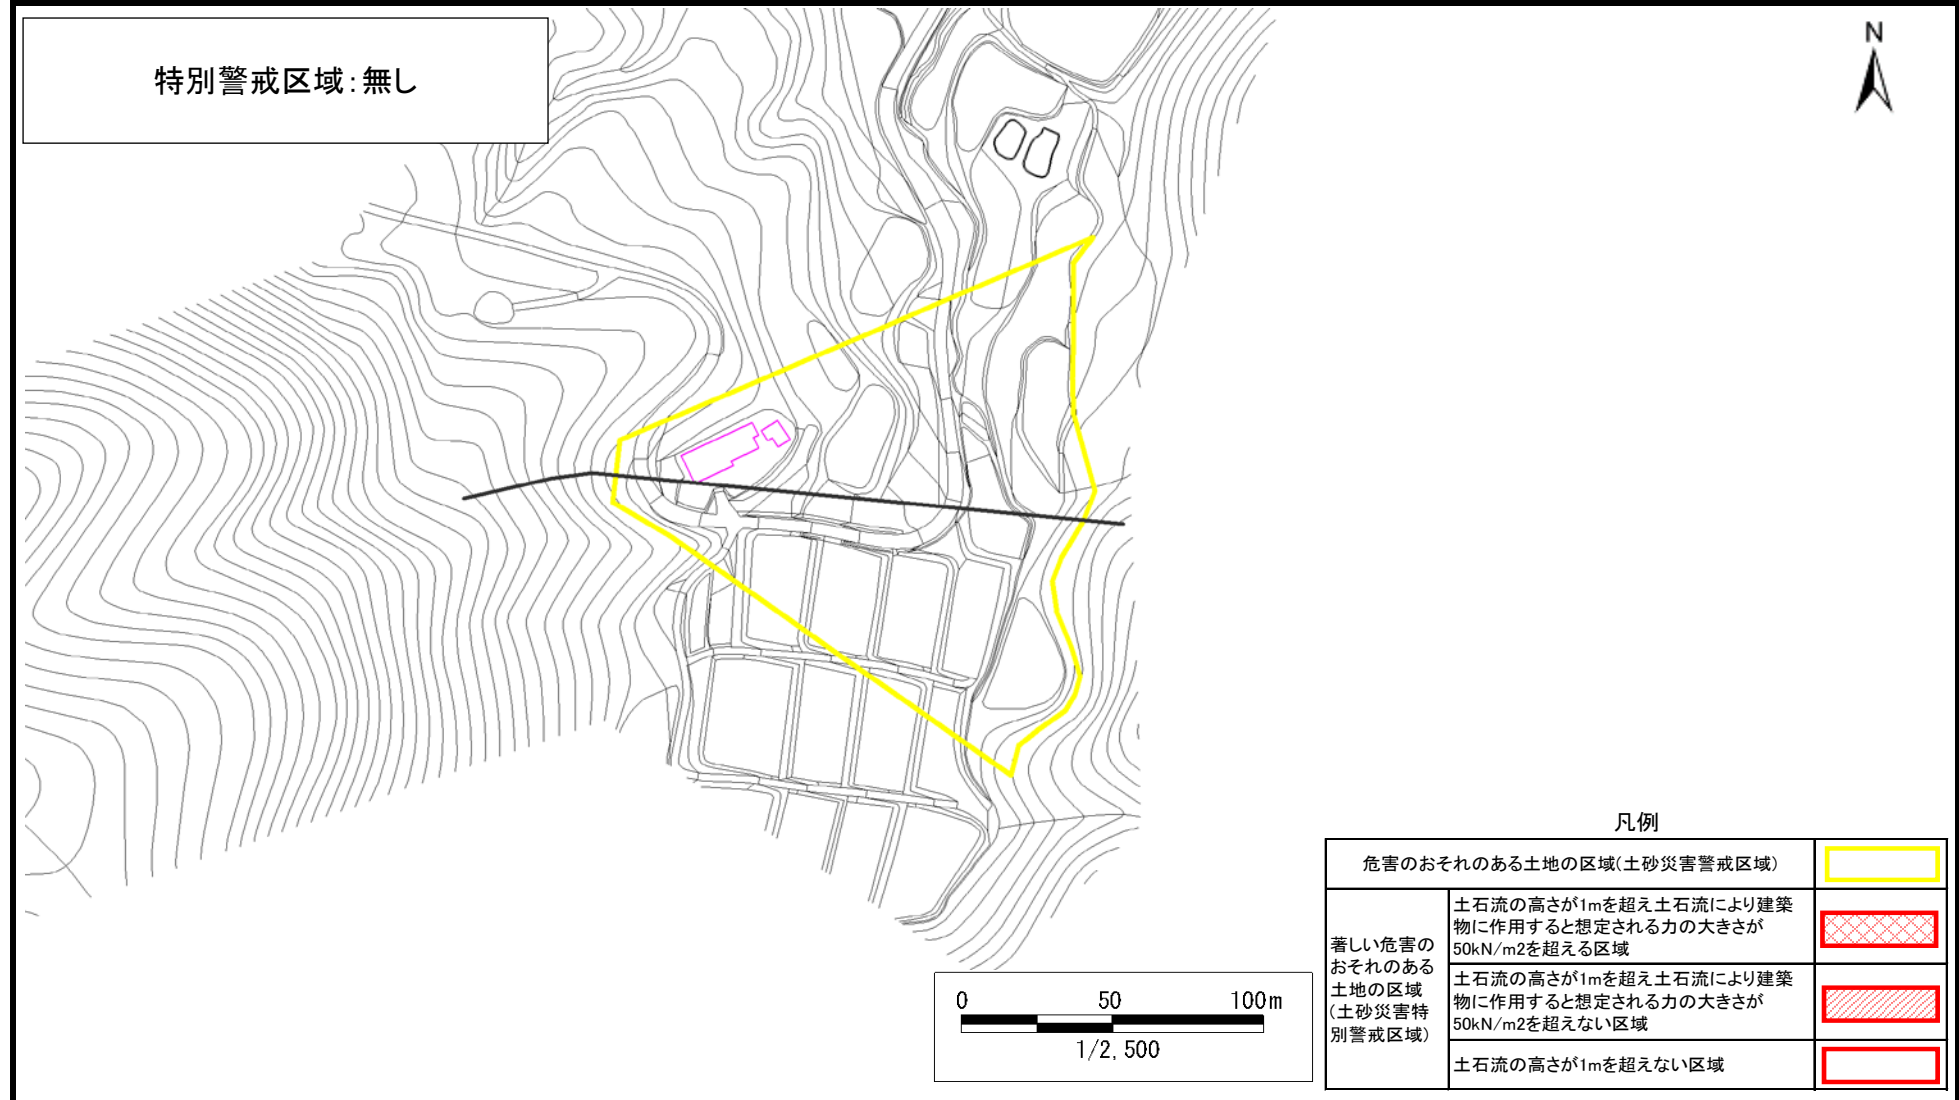 特別警戒区域：無し
N
凡例
危害のおそれのある土地の区域(土砂災害警戒区域)
著しい危害の
おそれのある
土地の区域
(土砂災害特
別警戒区域)
土石流の高さが1mを超え土石流により建築
物に作用すると想定される力の大きさが
50kN/m2を超える区域
土石流の高さが1mを超え土石流により建築
物に作用すると想定される力の大きさが
50kN/m2を超えない区域
土石流の高さが1mを超えない区域
0 50 100m
1/2,500